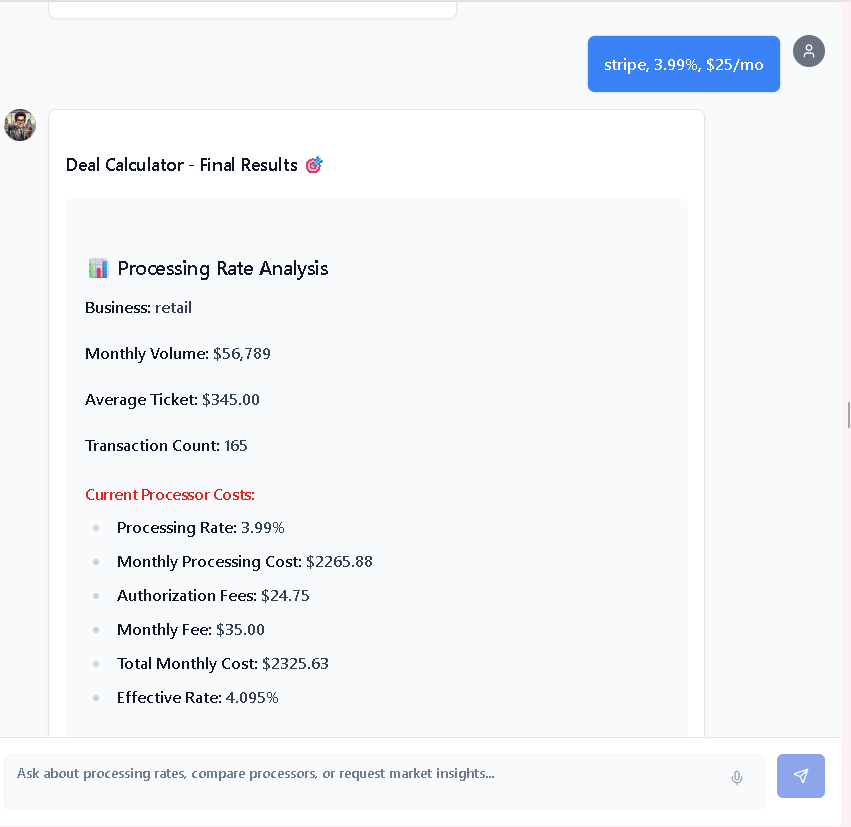 stripe, 3.99%, $25/mo
Deal Calculator - Final Results 🎯
📊 Processing Rate Analysis
Business: retail
Monthly Volume: $56,789
Average Ticket: $345.00
Transaction Count: 165
Current Processor Costs:
Processing Rate: 3.99%
Monthly Processing Cost: $2265.88
Authorization Fees: $24.75
Monthly Fee: $35.00
Total Monthly Cost: $2325.63
Effective Rate: 4.095%
Ask about processing rates, compare processors, or request market insights...